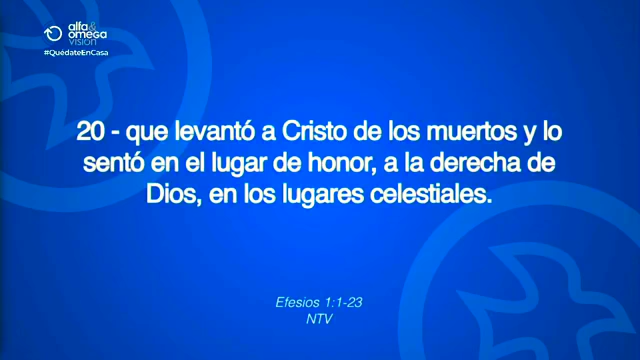 alfa&
omega
visión
#QuédateEnCasa
20 - que levantó a Cristo de los muertos y lo
sentó en el lugar de honor, a la derecha de
Dios, en los lugares celestiales.
Efesios 1:1-23
NTV